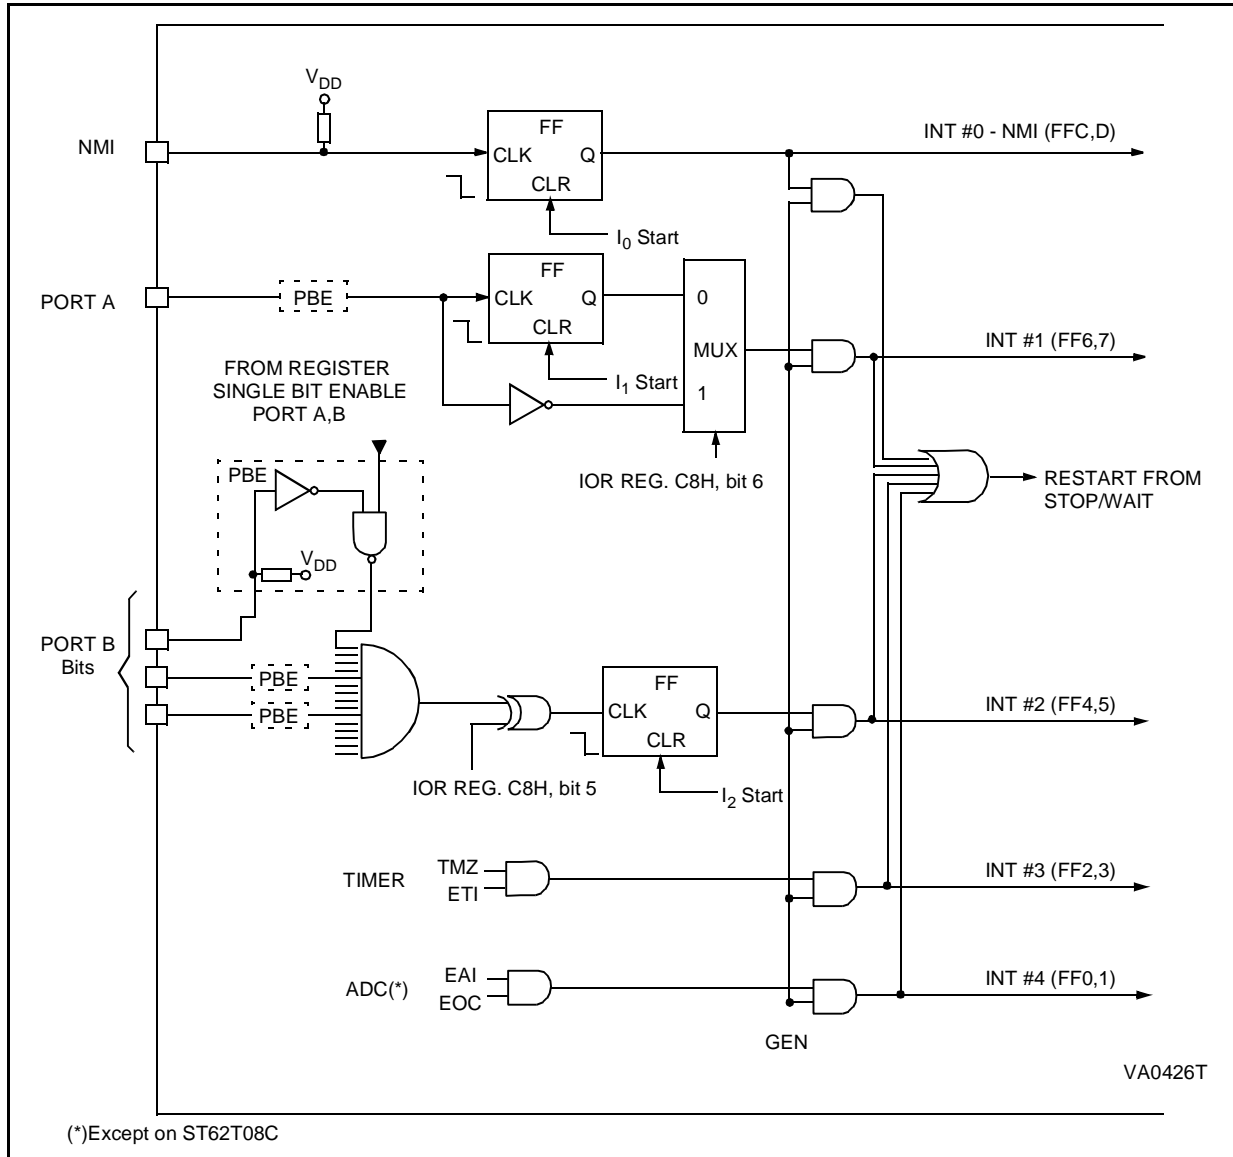 V_DD
NMI
FF
CLK Q
CLR
I_0 Start
INT #0 - NMI (FFC,D)
PORT A
PBE
FF
CLK Q
CLR
I_1 Start
0
MUX
1
INT #1 (FF6,7)
FROM REGISTER
SINGLE BIT ENABLE
PORT A,B
IOR REG. C8H, bit 6
RESTART FROM
STOP/WAIT
PBE
V_DD
PORT B
Bits
PBE
PBE
FF
CLK Q
CLR
I_2 Start
IOR REG. C8H, bit 5
INT #2 (FF4,5)
TIMER
TMZ
ETI
INT #3 (FF2,3)
ADC(*)
EAI
EOC
INT #4 (FF0,1)
GEN
VA0426T
(*)Except on ST62T08C